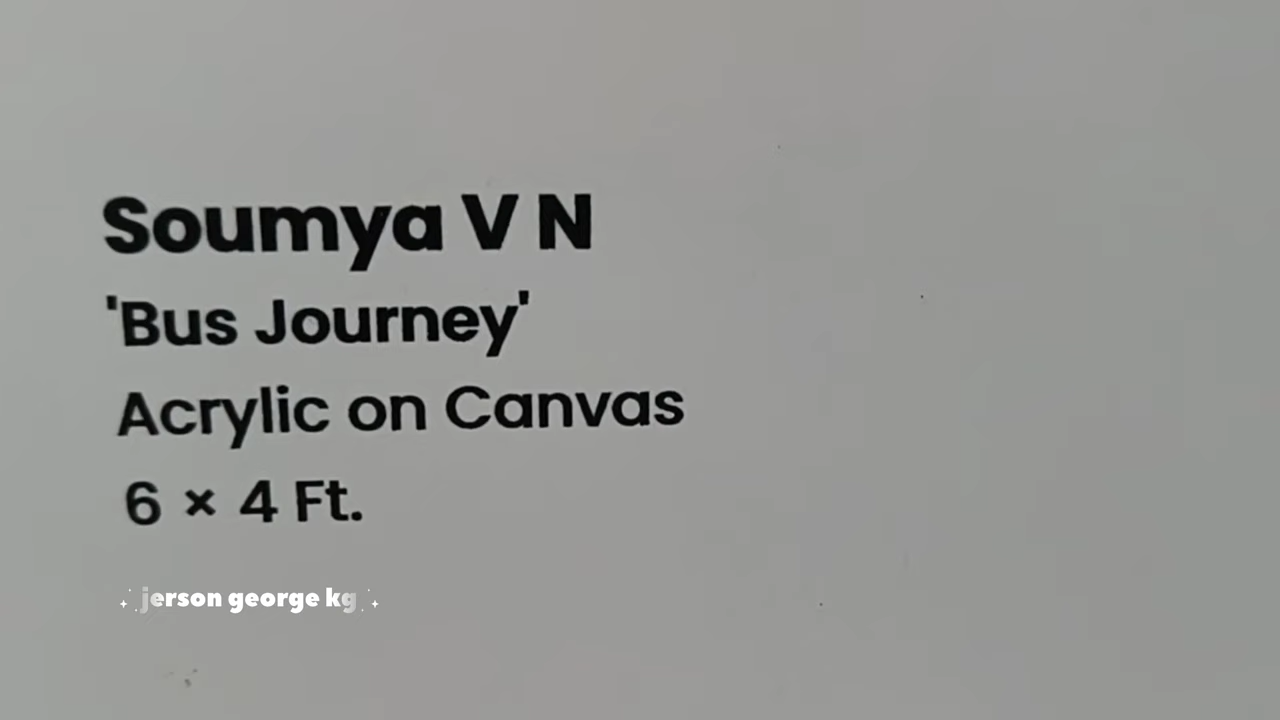 Soumya V N
'Bus Journey'
Acrylic on Canvas
6 × 4 Ft.
jerson george kg